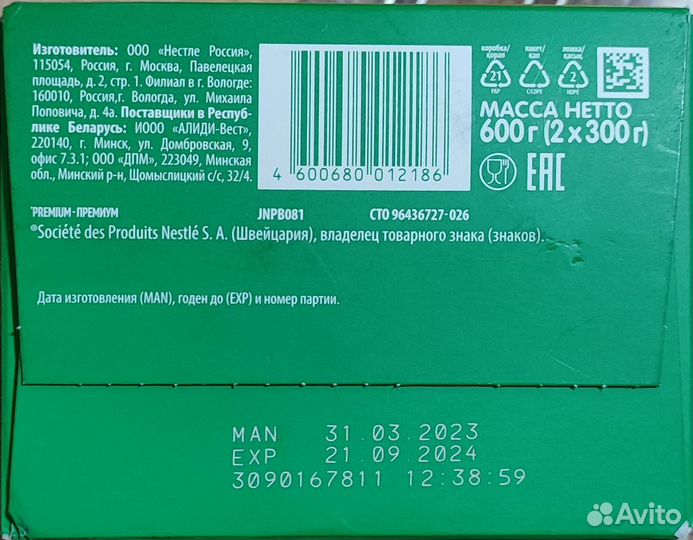 Изготовитель: ООО «Нестле Россия»,
115054, Россия, г. Москва, Павелецкая
площадь, д. 2, стр. 1. Филиал в г. Вологде:
160010, Россия,г. Вологда, ул. Михаила
Поповича, д. 4а. Поставщики в Респуб-
лике Беларусь: ИООО «АЛИДИ-Вест»,
220140, г. Минск, ул. Домбровская, 9,
офис 7.3.1; ООО «ДПМ», 223049, Минская
обл., Минский р-н, Щомыслицкий с/с, 32/4.
4 600680 012186
коробка/ қорап
пакет/ қап
ложка/ қасық
21
4
2
PAP
C/LDPE
HDPE
МАССА НЕТТО
600 г (2 x 300 г)
EAC
*PREMIUM - ПРЕМИУМ
JNPB081
СТО 96436727-026
®Société des Produits Nestlé S. A. (Швейцария), владелец товарного знака (знаков).
Дата изготовления (MAN), годен до (EXP) и номер партии.
MAN 31.03.2023
EXP 21.09.2024
3090167811 12:38:59
Avito